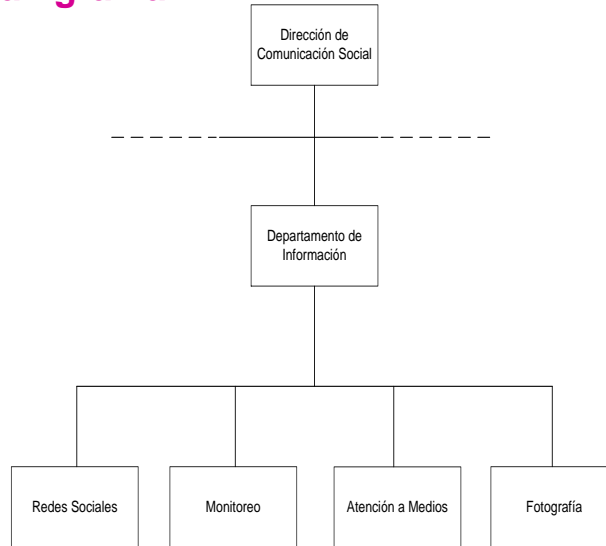 Dirección de
Comunicación Social
Departamento de
Información
Redes Sociales
Monitoreo
Atención a Medios
Fotografía